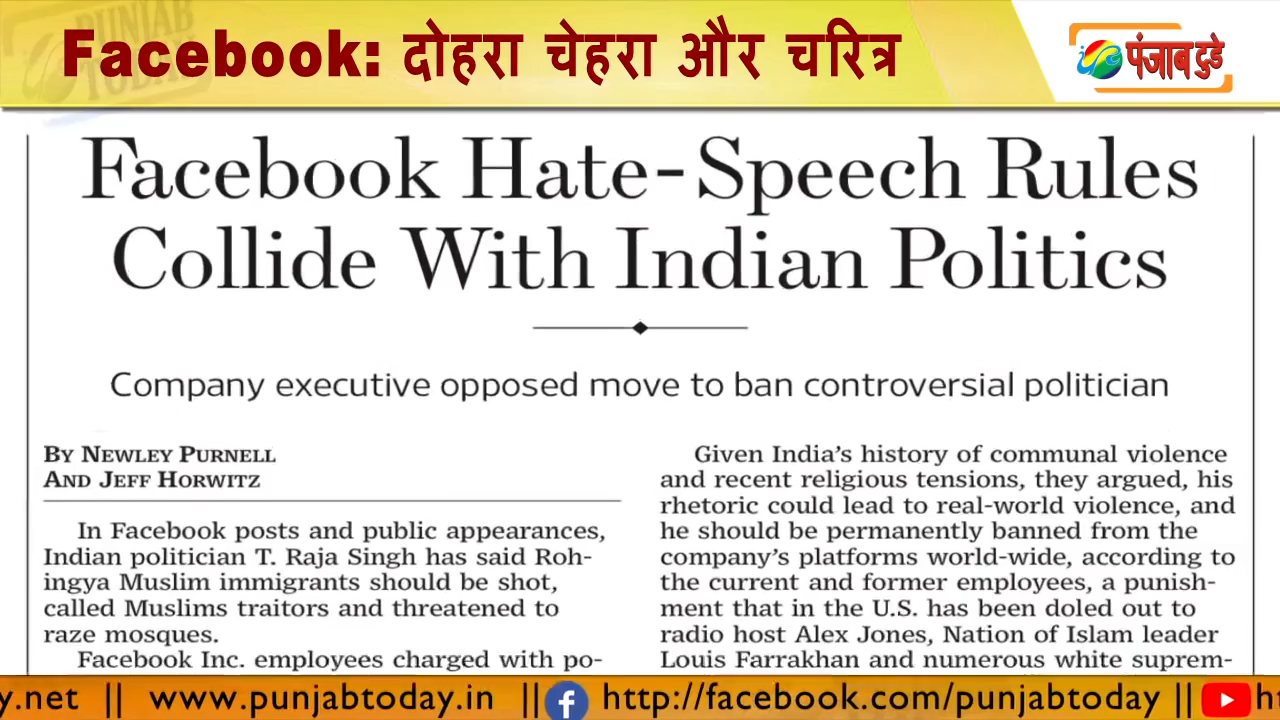 Facebook: दोहरा चेहरा और चरित्र
पंजाब टुडे
Facebook Hate-Speech Rules
Collide With Indian Politics
Company executive opposed move to ban controversial politician
BY NEWLEY PURNELL
AND JEFF HORWITZ
In Facebook posts and public appearances,
Indian politician T. Raja Singh has said Roh-
ingya Muslim immigrants should be shot,
called Muslims traitors and threatened to
raze mosques.
Facebook Inc. employees charged with po-
Given India's history of communal violence
and recent religious tensions, they argued, his
rhetoric could lead to real-world violence, and
he should be permanently banned from the
company's platforms world-wide, according to
the current and former employees, a punish-
ment that in the U.S. has been doled out to
radio host Alex Jones, Nation of Islam leader
Louis Farrakhan and numerous white suprem-
y.net || www.punjabtoday.in || http://facebook.com/punjabtoday || ht